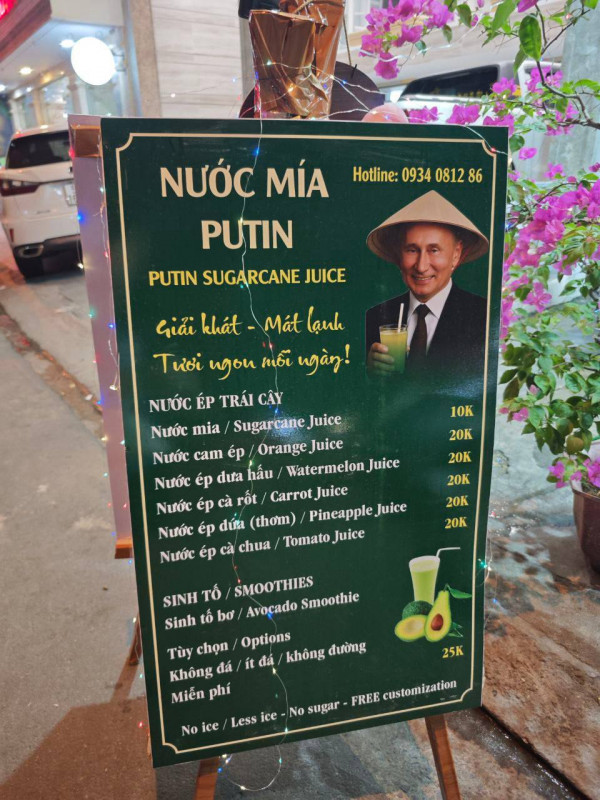 NƯỚC MÍA
PUTIN
Hotline: 0934 0812 86
PUTIN SUGARCANE JUICE
Giải khát - Mát lạnh
Tươi ngon mỗi ngày!
NƯỚC ÉP TRÁI CÂY
Nước mia / Sugarcane Juice 10K
Nước cam ép / Orange Juice 20K
Nước ép dưa hấu / Watermelon Juice 20K
Nước ép cà rốt / Carrot Juice 20K
Nước ép dứa (thơm) / Pineapple Juice 20K
Nước ép cà chua / Tomato Juice 20K
SINH TỐ / SMOOTHIES
Sinh tố bơ / Avocado Smoothie
Tùy chọn / Options
Không đá / ít đá / không đường 25K
Miễn phí
No ice / Less ice - No sugar - FREE customization